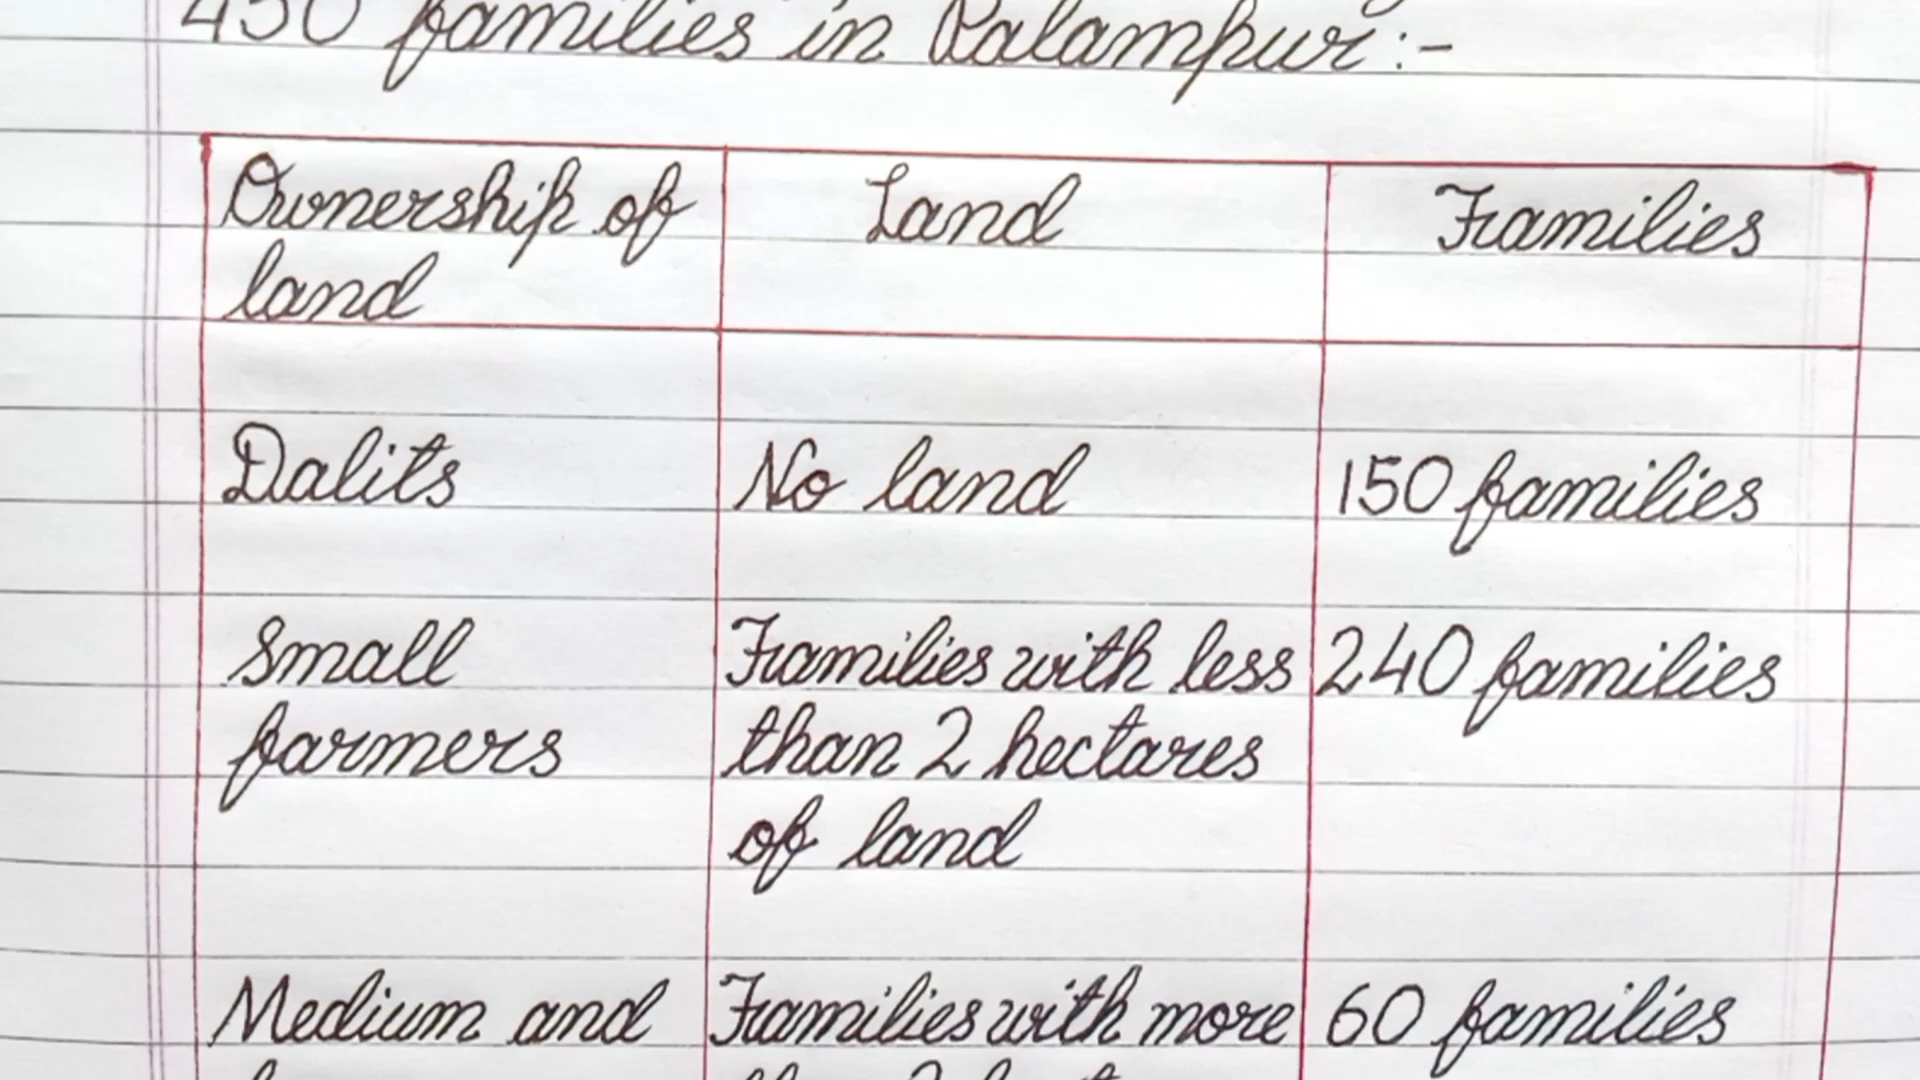 450 families in Palampur:-
Ownership of land
Land
Families
Dalits
No land
150 families
Small farmers
Families with less than 2 hectares of land
240 families
Medium and
Families with more
60 families